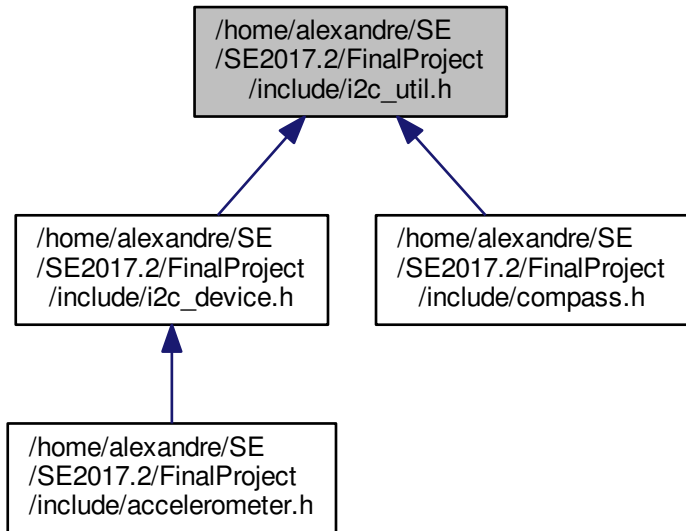 /home/alexandre/SE
/SE2017.2/FinalProject
/include/i2c_util.h
/home/alexandre/SE
/SE2017.2/FinalProject
/include/i2c_device.h
/home/alexandre/SE
/SE2017.2/FinalProject
/include/compass.h
/home/alexandre/SE
/SE2017.2/FinalProject
/include/accelerometer.h